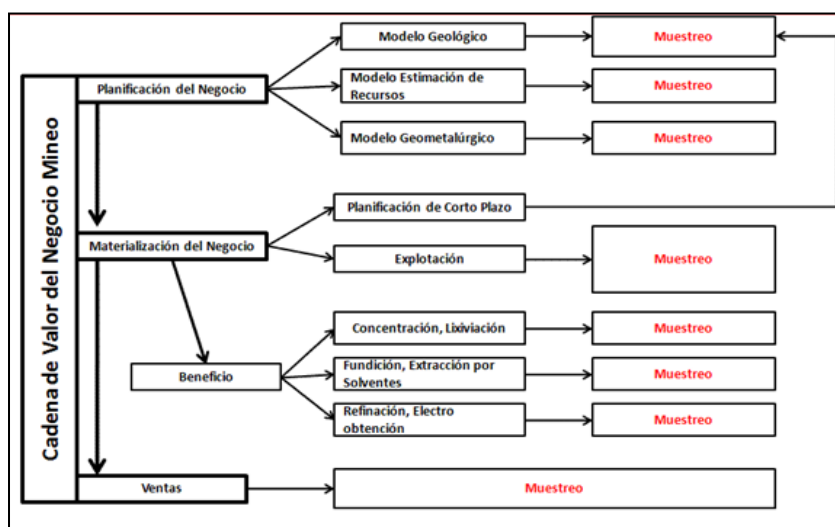 Cadena de Valor del Negocio Mineo
Modelo Geológico
Muestreo
Planificación del Negocio
Modelo Estimación de
Recursos
Muestreo
Modelo Geometalúrgico
Muestreo
Planificación de Corto Plazo
Materialización del Negocio
Explotación
Muestreo
Concentración, Lixiviación
Muestreo
Beneficio
Fundición, Extracción por
Solventes
Muestreo
Refinación, Electro
obtención
Muestreo
Ventas
Muestreo